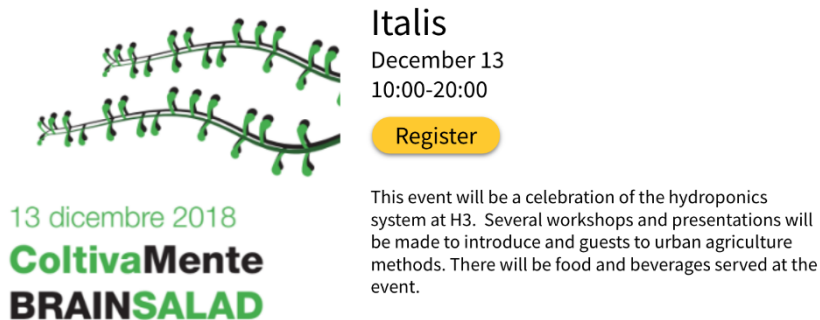 13 dicembre 2018
ColtivaMente
BRAINSALAD
Italis
December 13
10:00-20:00
Register
This event will be a celebration of the hydroponics
system at H3.  Several workshops and presentations will
be made to introduce and guests to urban agriculture
methods. There will be food and beverages served at the
event.